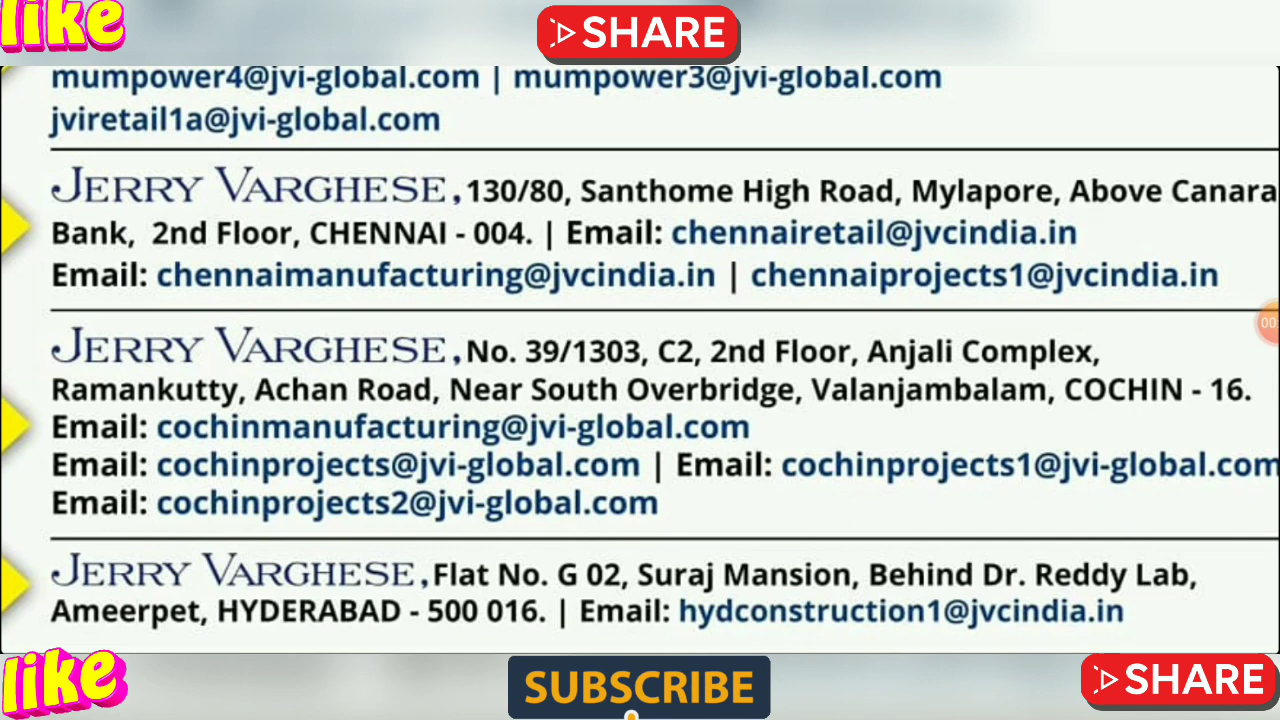 like
SHARE
mumpower4@jvi-global.com | mumpower3@jvi-global.com
jviretail1a@jvi-global.com
JERRY VARGHESE, 130/80, Santhome High Road, Mylapore, Above Canara
Bank, 2nd Floor, CHENNAI - 004. | Email: chennairetail@jvcindia.in
Email: chennaimanufacturing@jvcindia.in | chennaiprojects1@jvcindia.in
JERRY VARGHESE, No. 39/1303, C2, 2nd Floor, Anjali Complex,
Ramankutty, Achan Road, Near South Overbridge, Valanjambalam, COCHIN - 16.
Email: cochinmanufacturing@jvi-global.com
Email: cochinprojects@jvi-global.com | Email: cochinprojects1@jvi-global.com
Email: cochinprojects2@jvi-global.com
JERRY VARGHESE, Flat No. G 02, Suraj Mansion, Behind Dr. Reddy Lab,
Ameerpet, HYDERABAD - 500 016. | Email: hydconstruction1@jvcindia.in
like
SUBSCRIBE
SHARE